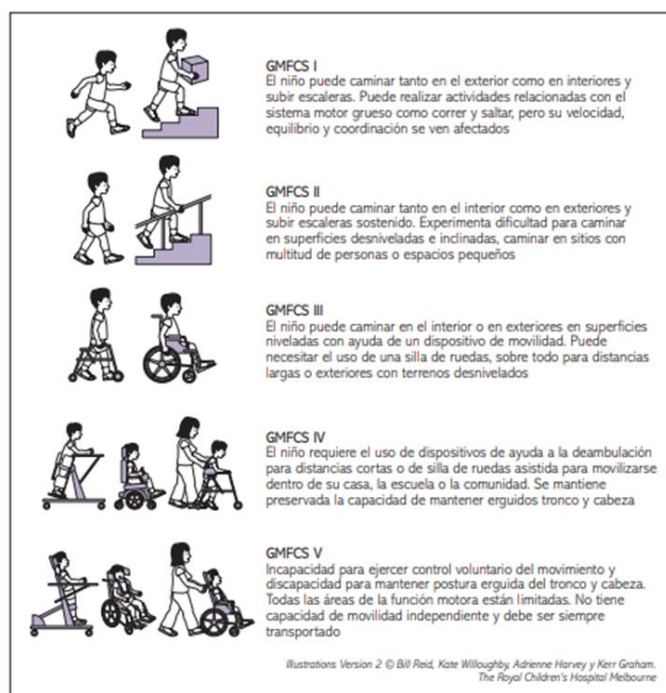 GMFCS I
El niño puede caminar tanto en el exterior como en interiores y
subir escaleras. Puede realizar actividades relacionadas con el
sistema motor grueso como correr y saltar, pero su velocidad,
equilibrio y coordinación se ven afectados
GMFCS II
El niño puede caminar tanto en el interior como en exteriores y
subir escaleras sostenido. Experimenta dificultad para caminar
en superficies desniveladas e inclinadas, caminar en sitios con
multitud de personas o espacios pequeños
GMFCS III
El niño puede caminar en el interior o en exteriores en superficies
niveladas con ayuda de un dispositivo de movilidad. Puede
necesitar el uso de una silla de ruedas, sobre todo para distancias
largas o exteriores con terrenos desnivelados
GMFCS IV
El niño requiere el uso de dispositivos de ayuda a la deambulación
para distancias cortas o de silla de ruedas asistida para movilizarse
dentro de su casa, la escuela o la comunidad. Se mantiene
preservada la capacidad de mantener erguidos tronco y cabeza
GMFCS V
Incapacidad para ejercer control voluntario del movimiento y
discapacidad para mantener postura erguida del tronco y cabeza.
Todas las áreas de la función motora están limitadas. No tiene
capacidad de movilidad independiente y debe ser siempre
transportado
Illustrations Version 2 © Bill Reid, Kate Willoughby, Adrienne Harvey y Kerr Graham.
The Royal Children's Hospital Melbourne